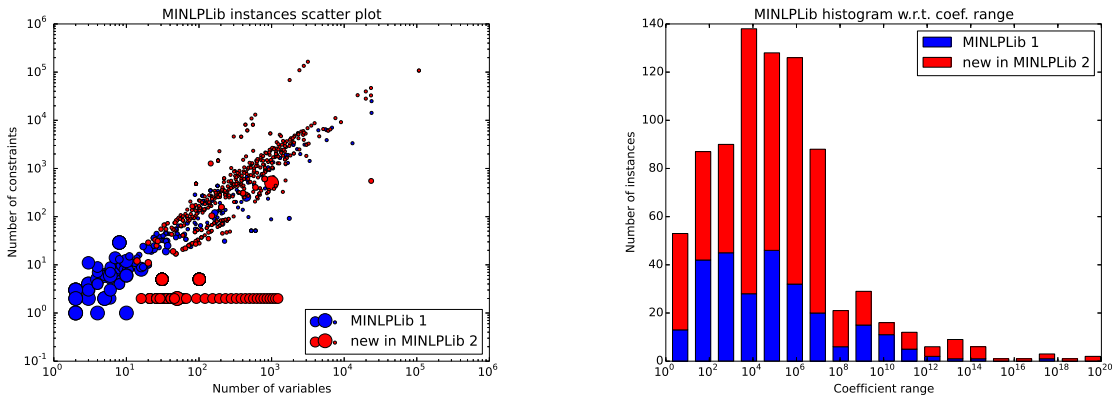 MINLPLib instances scatter plot
Number of constraints
10^6
10^5
10^4
10^3
10^2
10^1
10^0
10^-1
10^0 10^1 10^2 10^3 10^4 10^5 10^6
Number of variables
MINLPLib 1
new in MINLPLib 2
MINLPLib histogram w.r.t. coef. range
Number of instances
140
120
100
80
60
40
20
0
10^0 10^2 10^4 10^6 10^8 10^10 10^12 10^14 10^16 10^18 10^20
Coefficient range
MINLPLib 1
new in MINLPLib 2